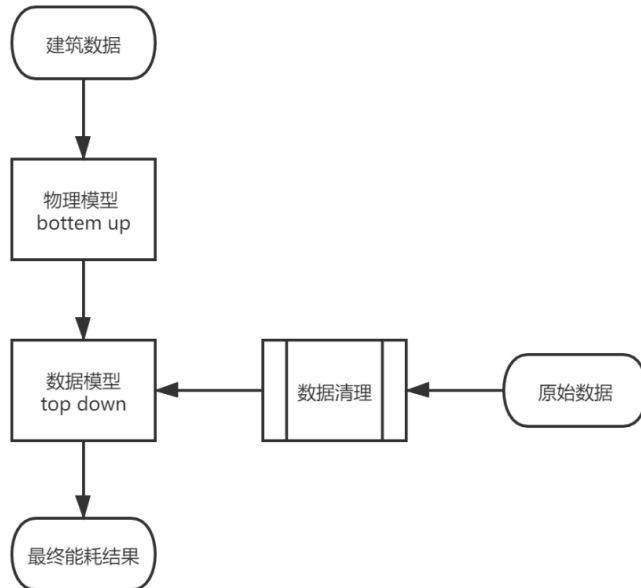 建筑数据
物理模型
bottem up
数据模型
top down
数据清理
原始数据
最终能耗结果